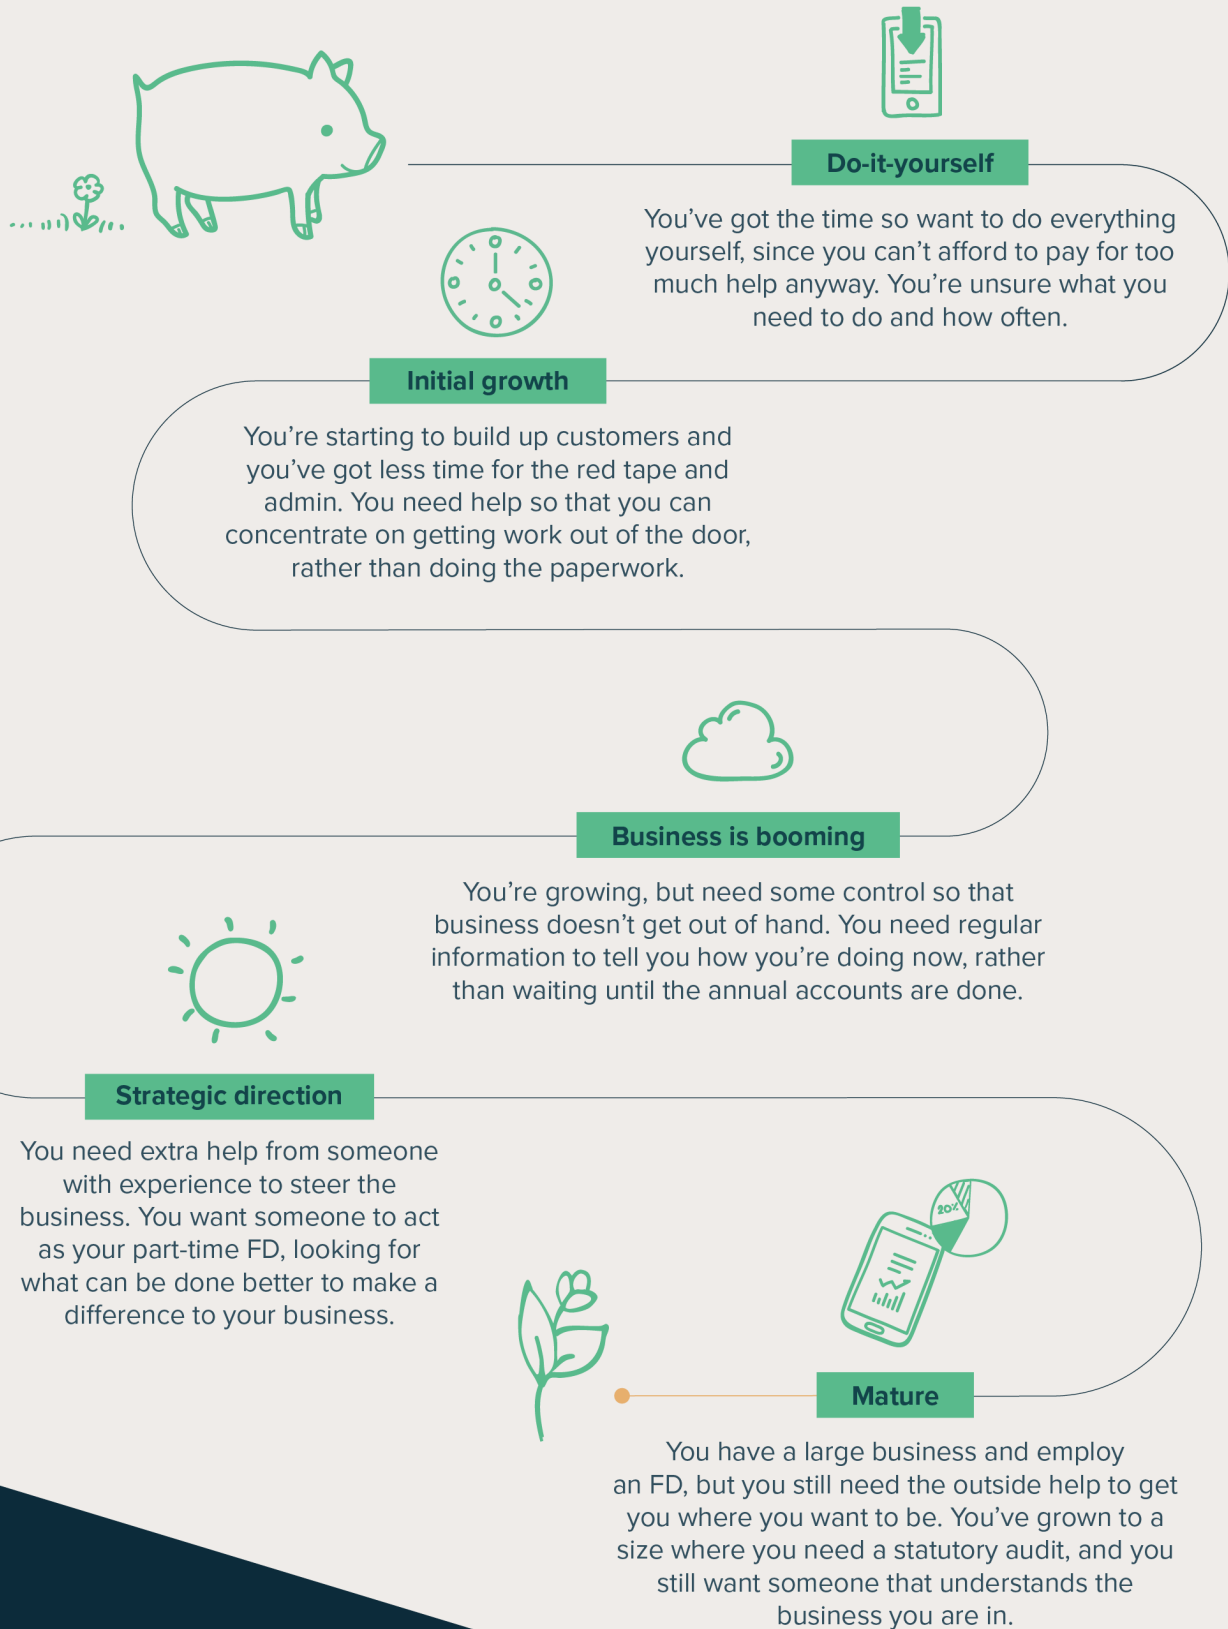 Do-it-yourself
You’ve got the time so want to do everything
yourself, since you can’t afford to pay for too
much help anyway. You’re unsure what you
need to do and how often.
Initial growth
You’re starting to build up customers and
you’ve got less time for the red tape and
admin. You need help so that you can
concentrate on getting work out of the door,
rather than doing the paperwork.
Business is booming
You’re growing, but need some control so that
business doesn’t get out of hand. You need regular
information to tell you how you’re doing now, rather
than waiting until the annual accounts are done.
Strategic direction
You need extra help from someone
with experience to steer the
business. You want someone to act
as your part-time FD, looking for
what can be done better to make a
difference to your business.
20%
Mature
You have a large business and employ
an FD, but you still need the outside help to get
you where you want to be. You’ve grown to a
size where you need a statutory audit, and you
still want someone that understands the
business you are in.